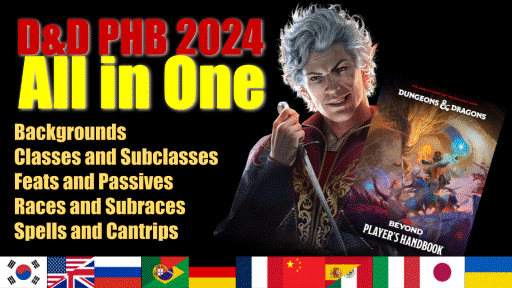 D&D PHB 2024
All in One
Backgrounds
Classes and Subclasses
Feats and Passives
Races and Subraces
Spells and Cantrips
DUNGEONS & DRAGONS
BEYOND
PLAYER'S HANDBOOK